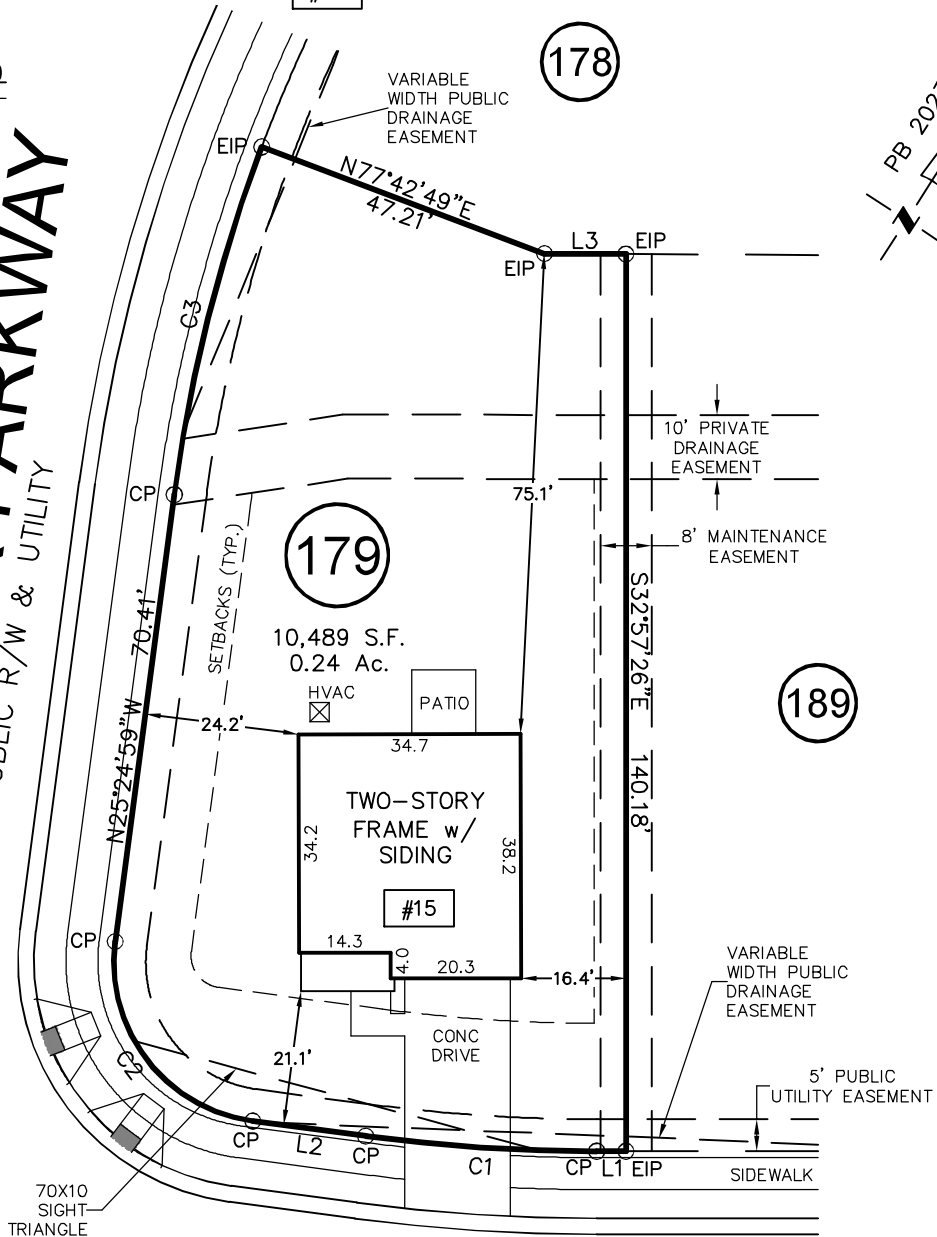 178
VARIABLE
WIDTH PUBLIC
DRAINAGE
EASEMENT
EIP
N77°42'49"E
47.21'
L3
EIP
EIP
C3
10' PRIVATE
DRAINAGE
EASEMENT
CP
75.1'
8' MAINTENANCE
EASEMENT
179
SETBACKS (TYP.)
10,489 S.F.
0.24 Ac.
HVAC
PATIO
S32°57'26"E 140.18'
189
N25°24'59"W 70.41'
24.2'
34.7
TWO-STORY
FRAME w/
SIDING
34.2
38.2
#15
14.3
4.0
20.3
16.4'
CP
VARIABLE
WIDTH PUBLIC
DRAINAGE
EASEMENT
CONC
DRIVE
21.1'
C2
5' PUBLIC
UTILITY EASEMENT
CP
L2
CP
C1
CP
L1
EIP
SIDEWALK
70X10
SIGHT
TRIANGLE
R/W & UTILITY
PB